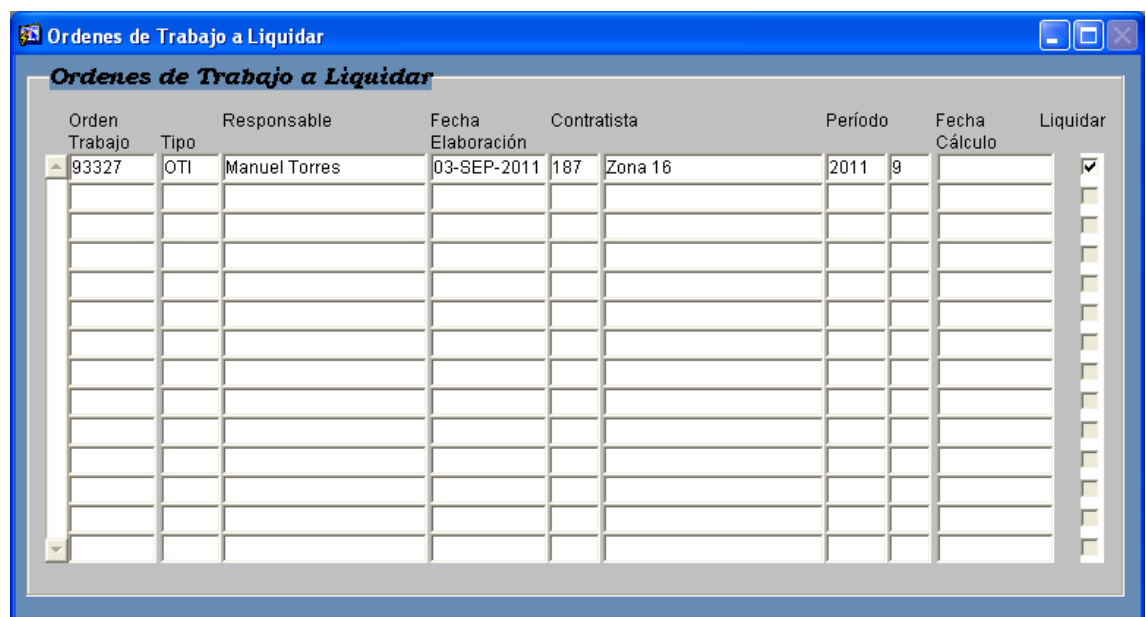 Ordenes de Trabajo a Liquidar
Ordenes de Trabajo a Liquidar
Orden Trabajo Tipo Responsable Fecha Elaboración Contratista Período Fecha Cálculo Liquidar
93327 OTI Manuel Torres 03-SEP-2011 187 Zona 16 2011 9